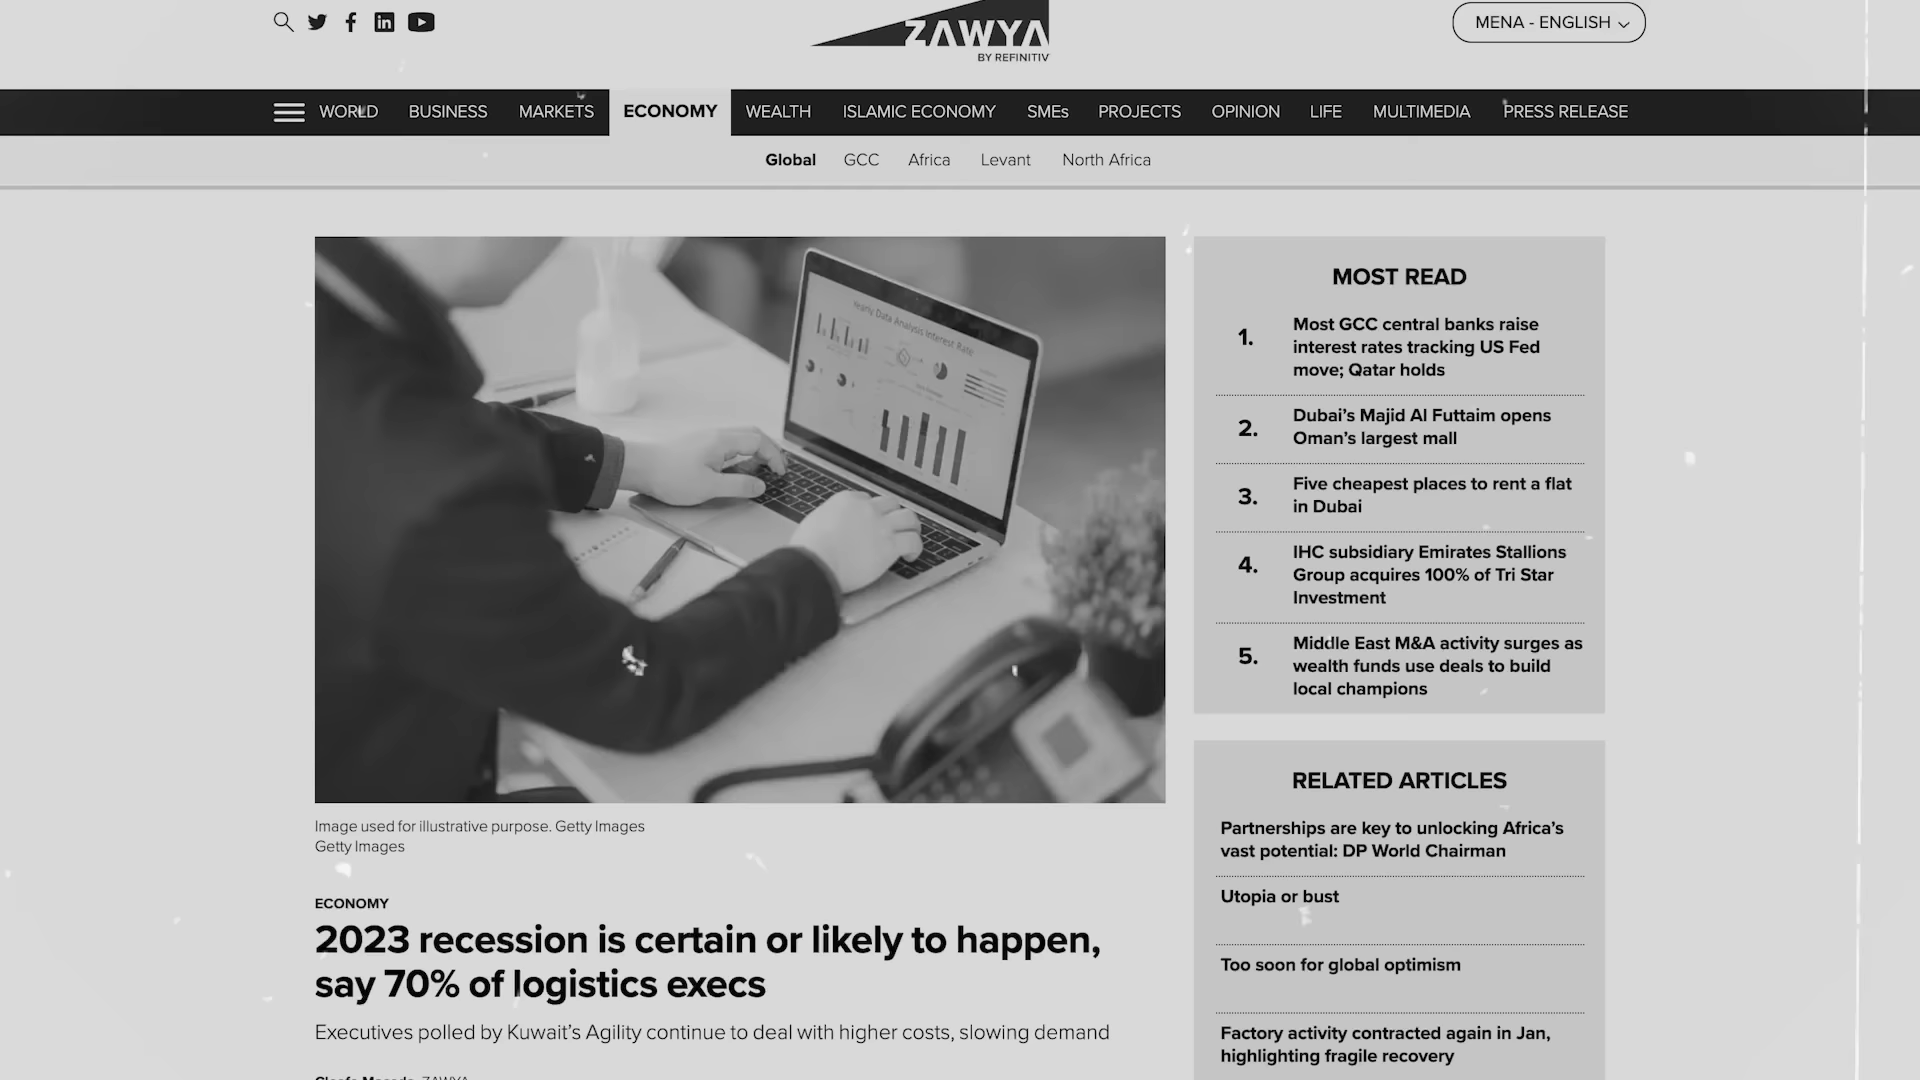 ZAWYA
BY REFINITIV
MENA - ENGLISH
WORLD BUSINESS MARKETS ECONOMY WEALTH ISLAMIC ECONOMY SMEs PROJECTS OPINION LIFE MULTIMEDIA PRESS RELEASE
Global GCC Africa Levant North Africa
Yearly Data Analysis Interest Rate
Image used for illustrative purpose. Getty Images
Getty Images
ECONOMY
2023 recession is certain or likely to happen,
say 70% of logistics execs
Executives polled by Kuwait's Agility continue to deal with higher costs, slowing demand
MOST READ
1. Most GCC central banks raise
interest rates tracking US Fed
move; Qatar holds
2. Dubai's Majid Al Futtaim opens
Oman's largest mall
3. Five cheapest places to rent a flat
in Dubai
4. IHC subsidiary Emirates Stallions
Group acquires 100% of Tri Star
Investment
5. Middle East M&A activity surges as
wealth funds use deals to build
local champions
RELATED ARTICLES
Partnerships are key to unlocking Africa's
vast potential: DP World Chairman
Utopia or bust
Too soon for global optimism
Factory activity contracted again in Jan,
highlighting fragile recovery